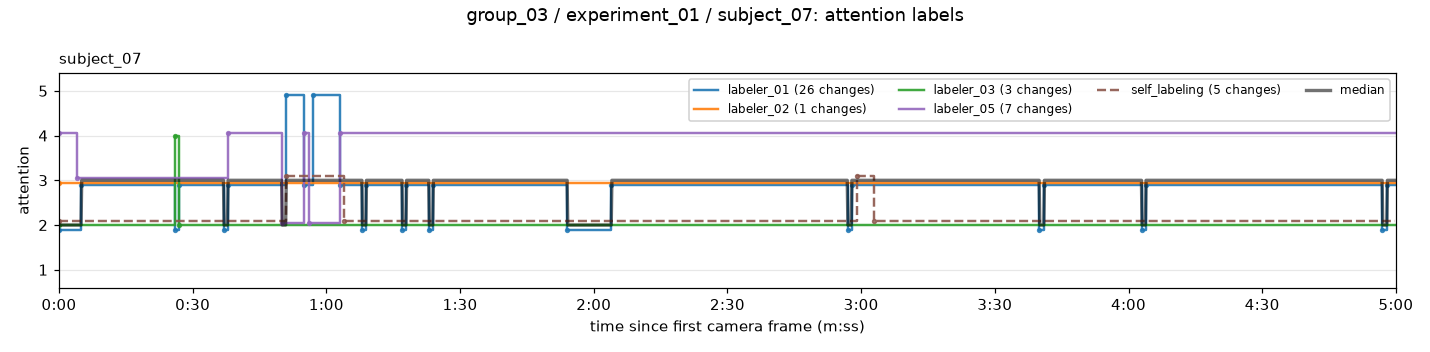 group_03 / experiment_01 / subject_07: attention labels
subject_07
labeler_01 (26 changes)
labeler_02 (1 changes)
labeler_03 (3 changes)
labeler_05 (7 changes)
self_labeling (5 changes)
median
attention
5
4
3
2
1
0:00 0:30 1:00 1:30 2:00 2:30 3:00 3:30 4:00 4:30 5:00
time since first camera frame (m:ss)